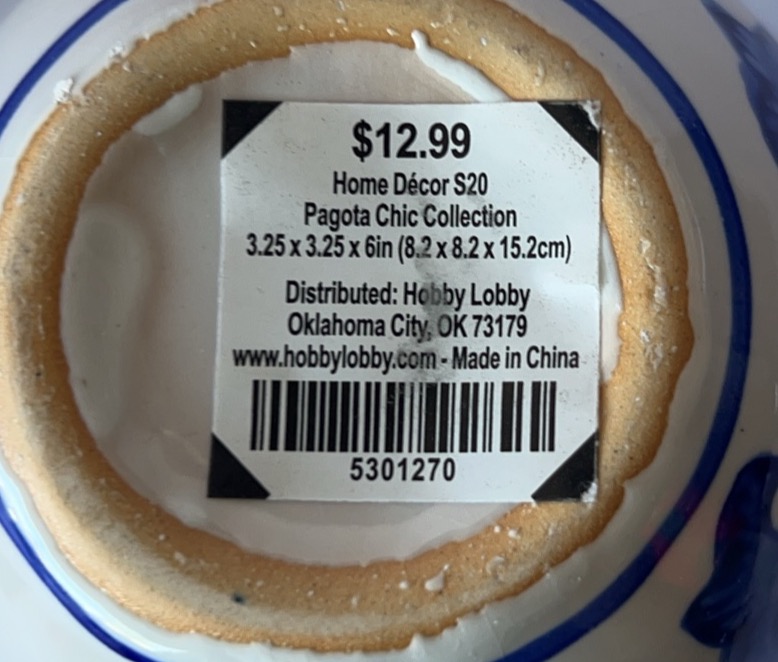 $12.99
Home Décor S20
Pagota Chic Collection
3.25 x 3.25 x 6in (8.2 x 8.2 x 15.2cm)
Distributed: Hobby Lobby
Oklahoma City, OK 73179
www.hobbylobby.com - Made in China
5301270